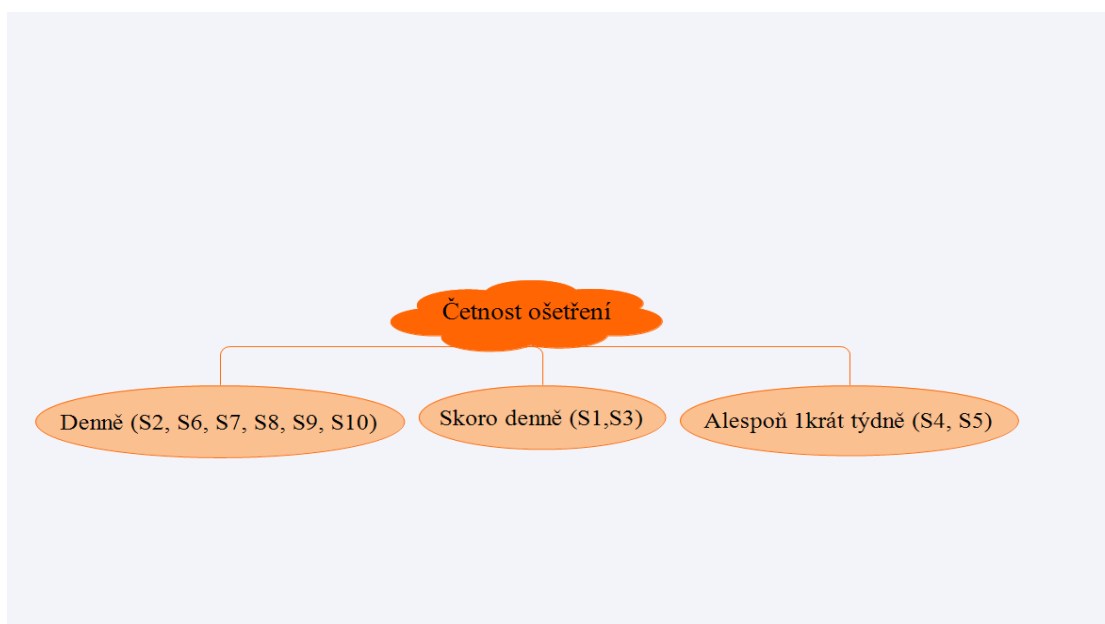 Četnost ošetření
Denně (S2, S6, S7, S8, S9, S10)
Skoro denně (S1,S3)
Alespoň 1krát týdně (S4, S5)